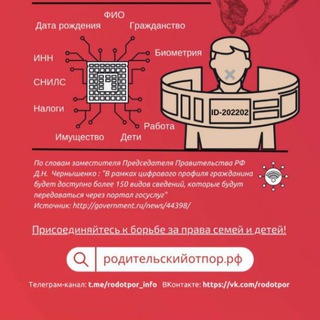 ФИО
Дата рождения
Гражданство
ИНН
Биометрия
СНИЛС
Налоги
Работа
Имущество
Дети
ID-202202
По словам заместителя Председателя Правительства РФ
Д.Н. Чернышенко : "В рамках цифрового профиля гражданина
будет доступно более 150 видов сведений, которые будут
передоваться через портал госуслуг"
Источник: http://government.ru/news/44398/
Присоединяйтесь к борьбе за права семей и детей!
родительскийотпор.рф
Телеграм-канал: t.me/rodotpor_info ВКонтакте: https://vk.com/rodotpor